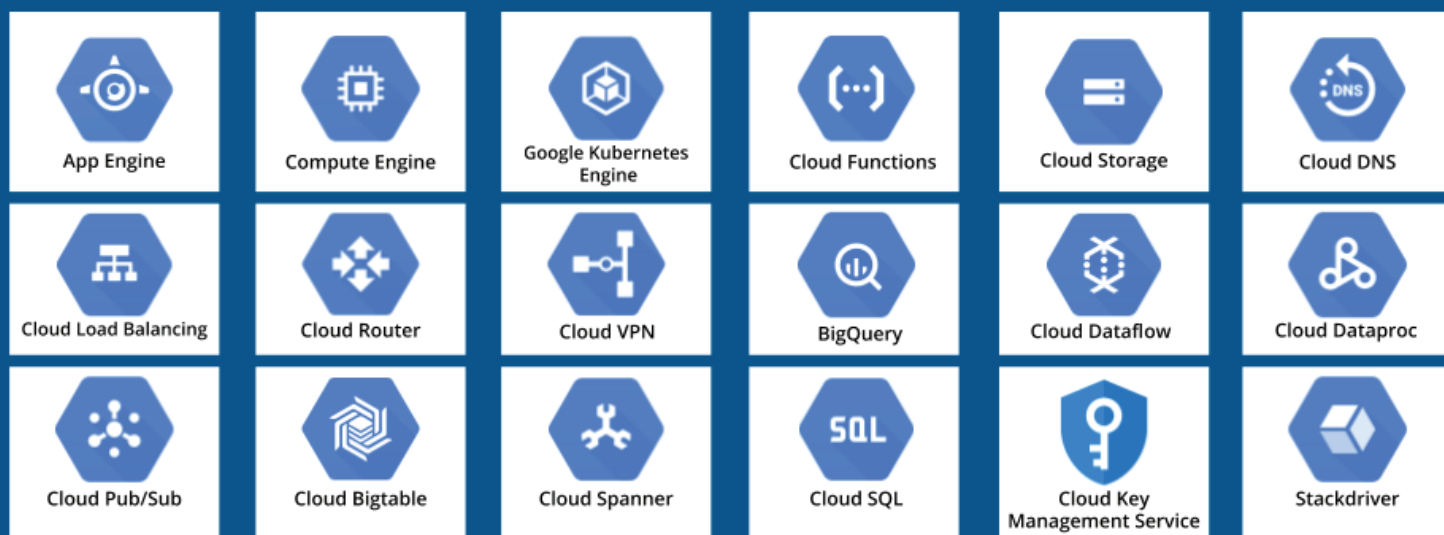 App Engine
Compute Engine
Google Kubernetes
Engine
Cloud Functions
Cloud Storage
DNS
Cloud DNS
Cloud Load Balancing
Cloud Router
Cloud VPN
BigQuery
Cloud Dataflow
Cloud Dataproc
Cloud Pub/Sub
Cloud Bigtable
Cloud Spanner
SQL
Cloud SQL
Cloud Key
Management Service
Stackdriver